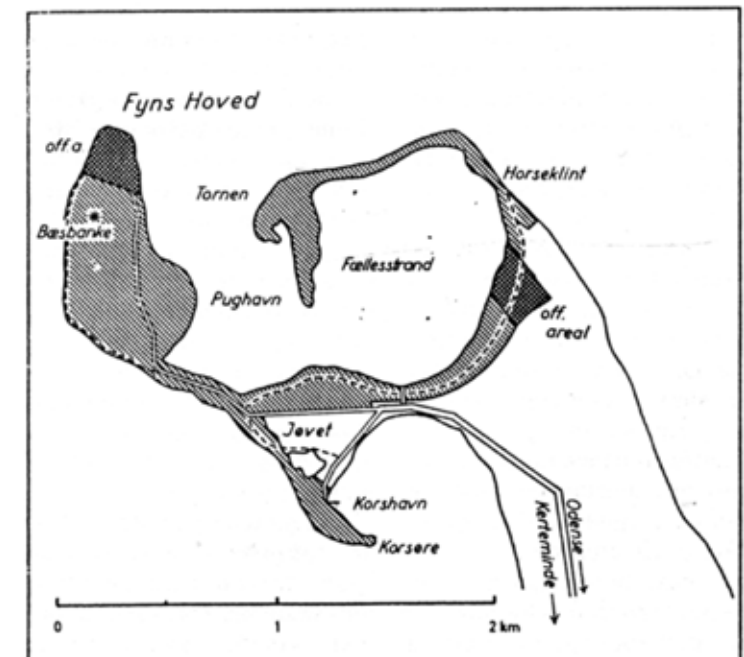 Fyns Hoved
off. a
Horseklint
Tornen
Bæsbanke
Fællesstrand
Pughavn
off.
areal
Jøvet
Korshavn
Korsøre
Odense
Kerteminde
0
1
2 km